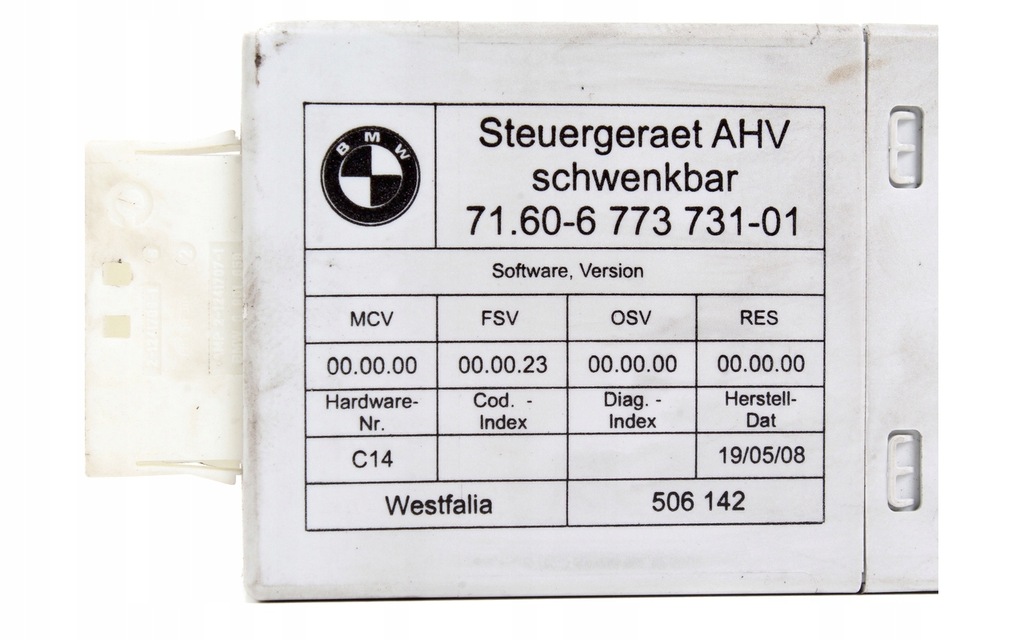 BMW
Steuergeraet AHV
schwenkbar
71.60-6 773 731-01
Software, Version
MCV FSV OSV RES
00.00.00 00.00.23 00.00.00 00.00.00
Hardware- Cod. - Diag. - Herstell-
Nr. Index Index Dat
C14 19/05/08
Westfalia 506 142